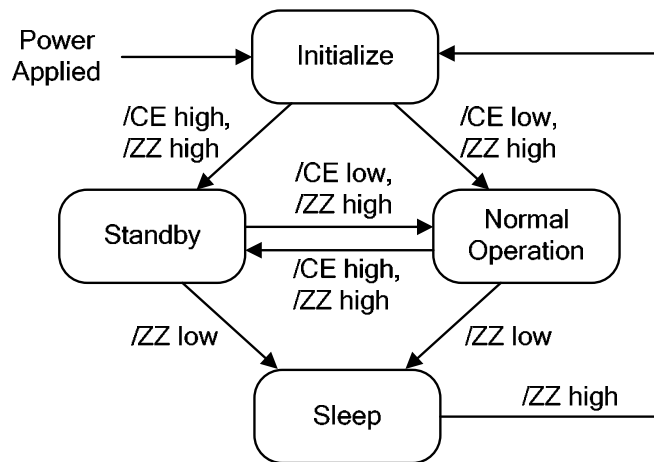 Power
Applied
Initialize
/CE high,
/ZZ high
/CE low,
/ZZ high
/CE low,
/ZZ high
Standby
Normal
Operation
/CE high,
/ZZ high
/ZZ low
/ZZ low
Sleep
/ZZ high